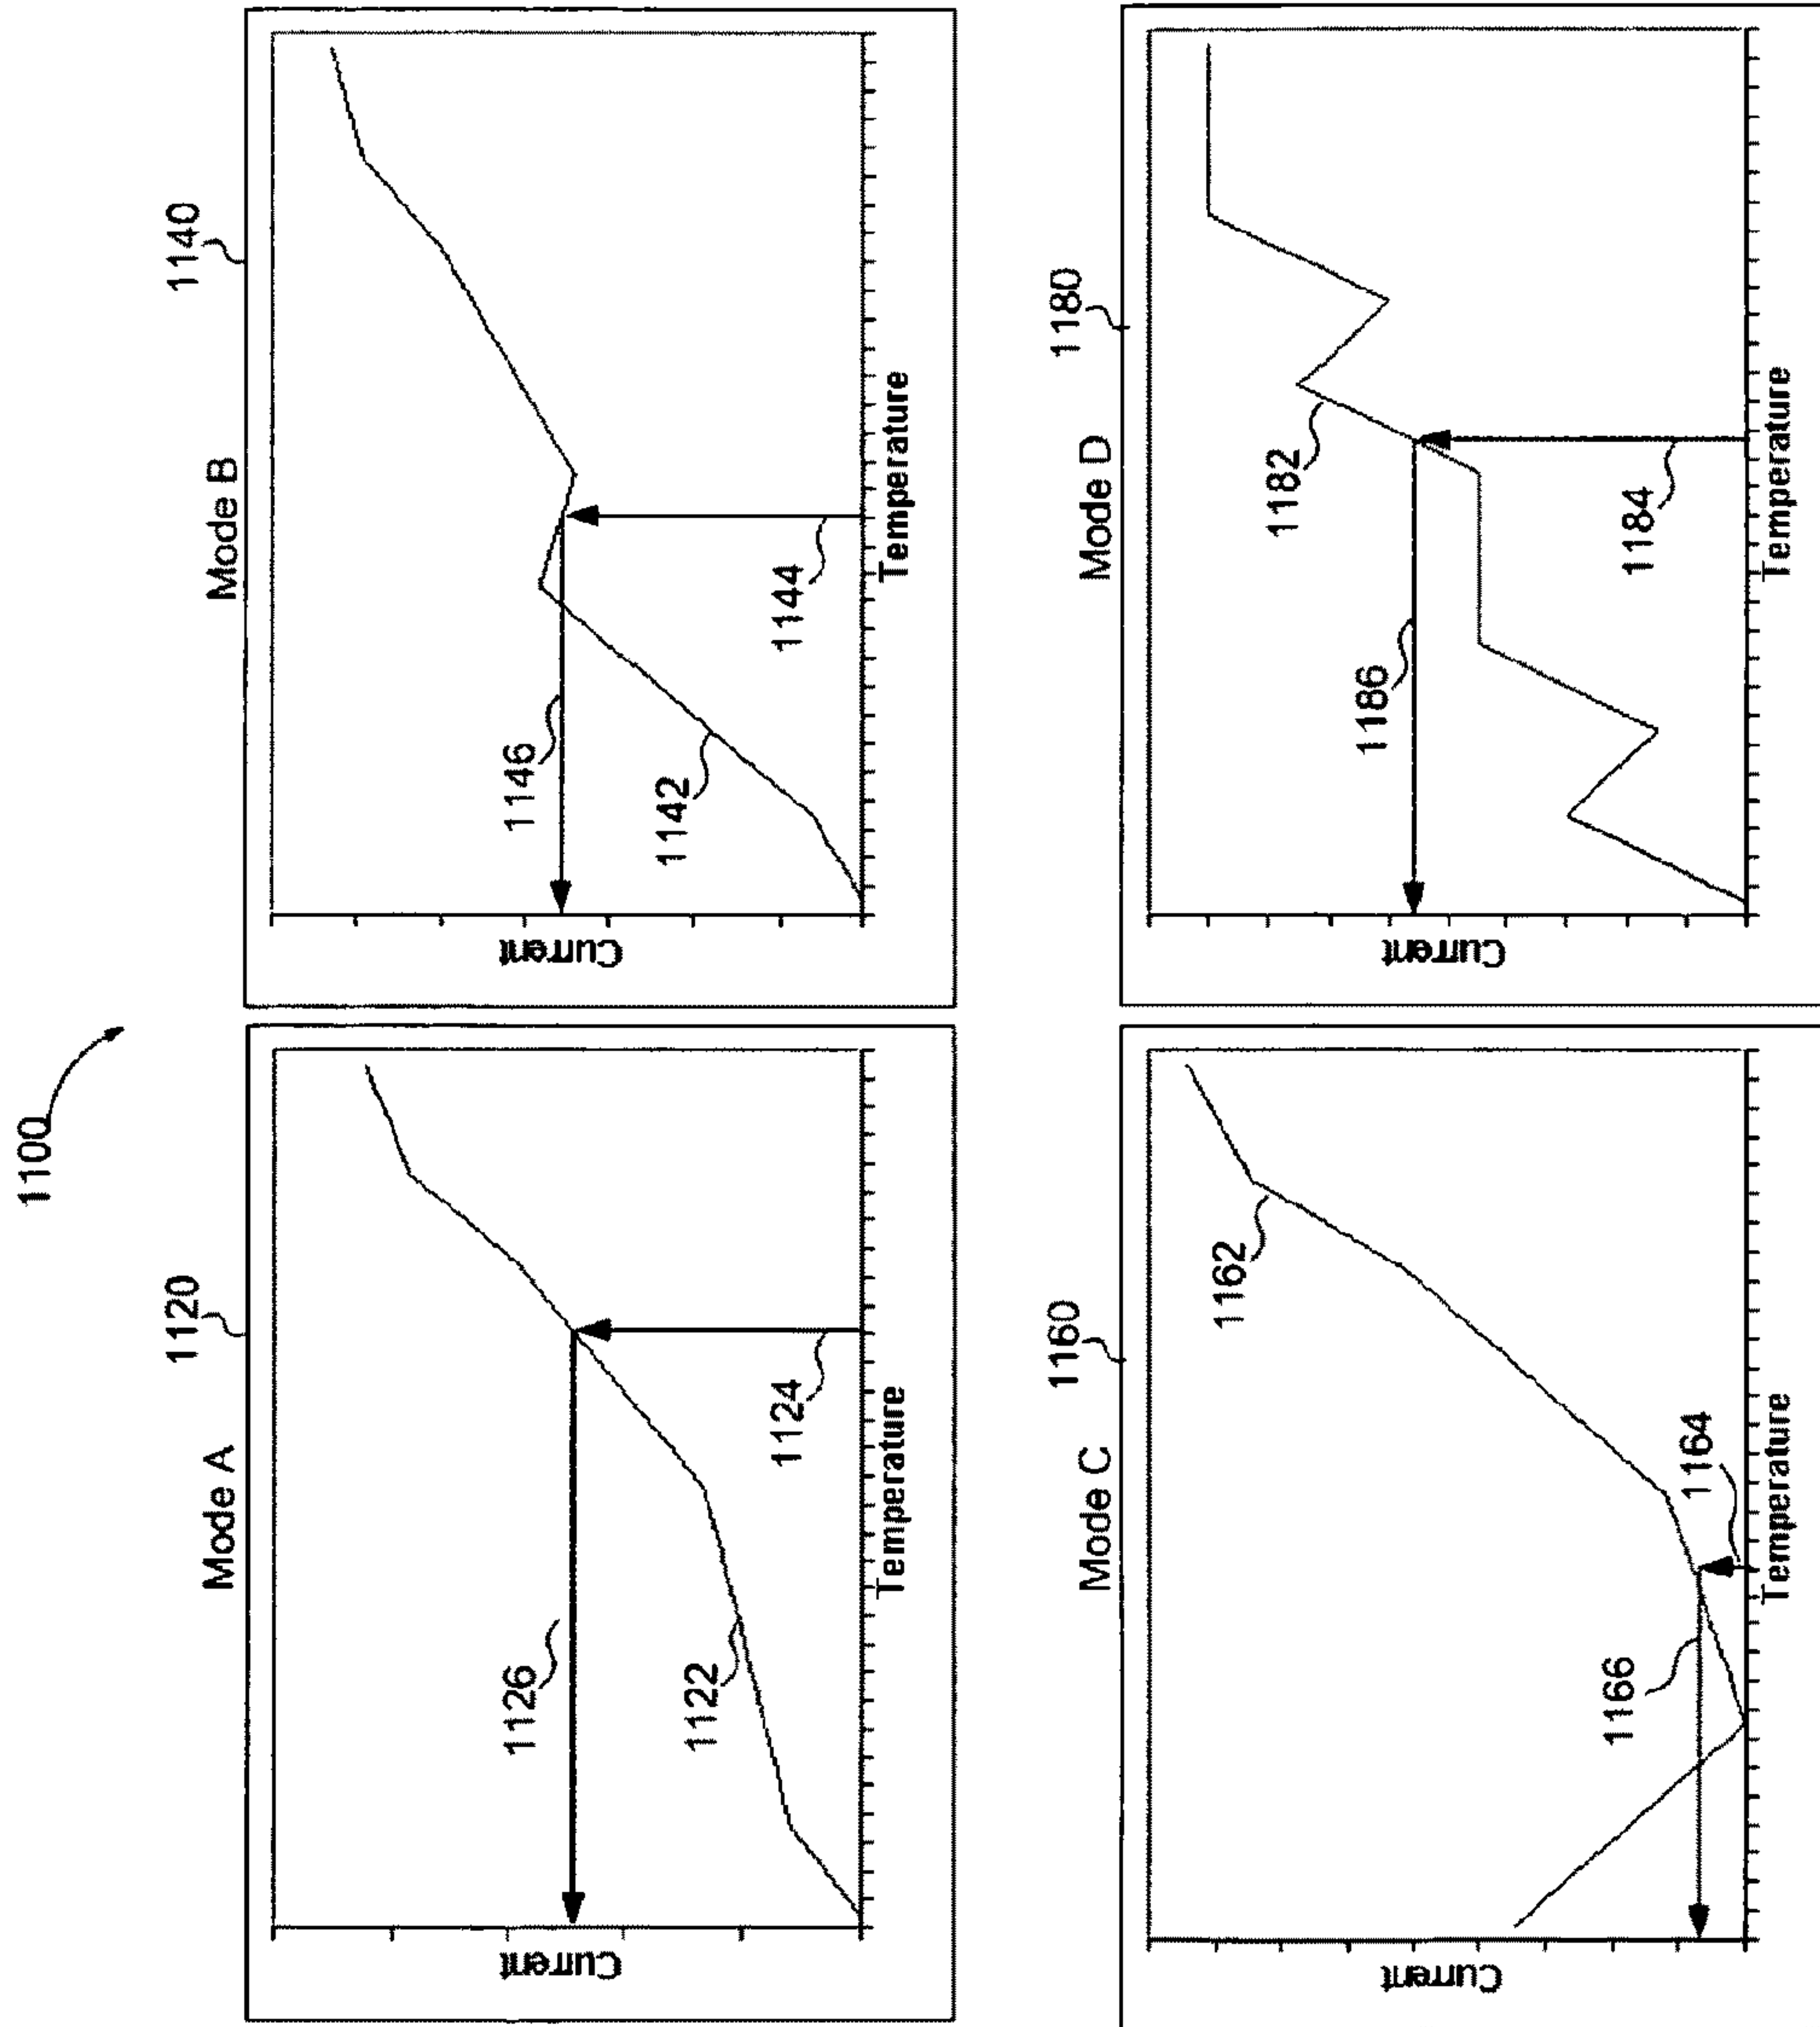 1100
Mode A
1120
Current
1126
1122
1124
Temperature
Mode B
1140
Current
1146
1142
1144
Temperature
Mode C
1160
Current
1162
1166
1164
Temperature
Mode D
1180
Current
1186
1182
1184
Temperature